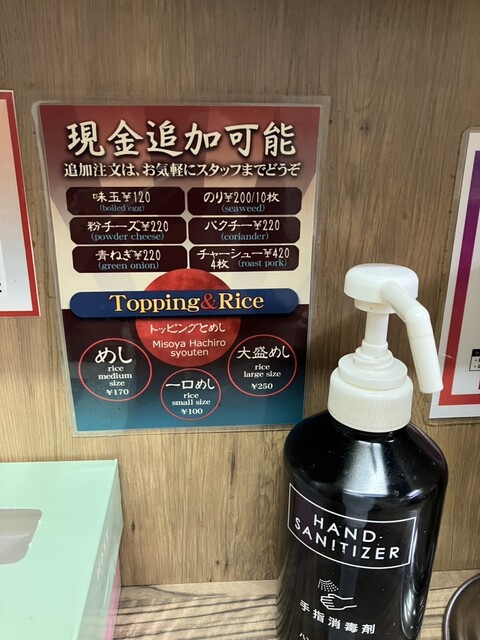 現金追加可能
追加注文は、お気軽にスタッフまでどうぞ
味玉¥120
(boiled egg)
のり¥200/10枚
(seaweed)
粉チーズ¥220
(powder cheese)
パクチー¥220
(coriander)
青ねぎ¥220
(green onion)
チャーシュー¥420
4枚 (roast pork)
Topping&Rice
トッピングとめし
Misoya Hachiro
syouten
めし
rice
medium
size
¥170
一口めし
rice
small size
¥100
大盛めし
rice
large size
¥250
HAND
SANITIZER
手指消毒剤